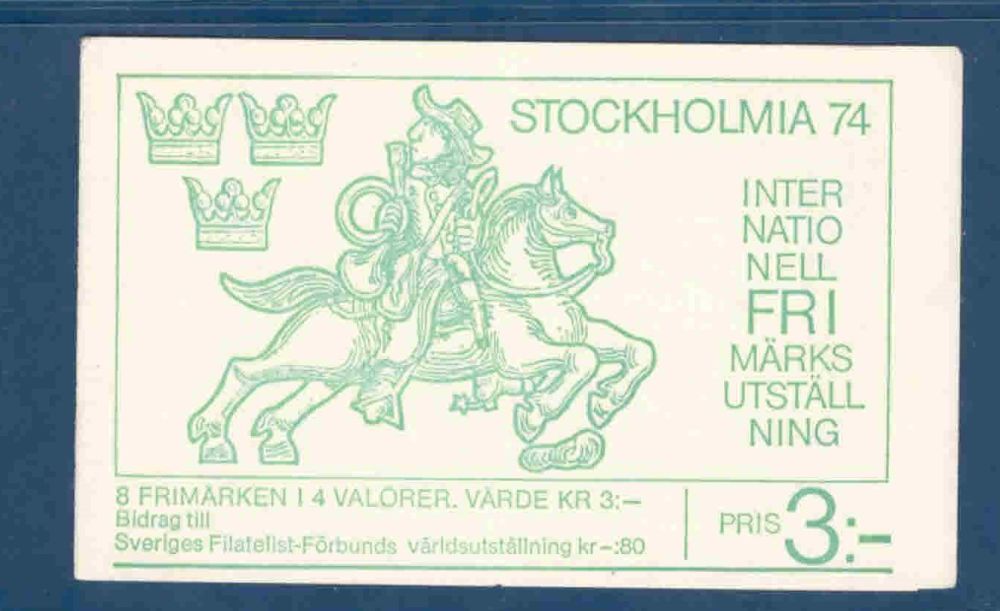 STOCKHOLMIA 74
INTER
NATIO
NELL
FRI
MÄRKS
UTSTÄLL
NING
8 FRIMÄRKEN I 4 VALÖRER. VÄRDE KR 3:—
Bidrag till
Sveriges Filatelist-Förbunds världsutställning kr –:80
PRIS 3:–